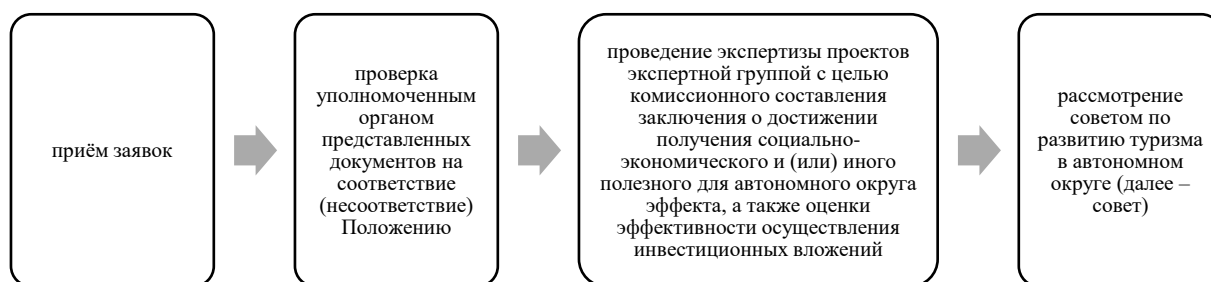 приём заявок
проверка
уполномоченным
органом
представленных
документов на
соответствие
(несоответствие)
Положению
проведение экспертизы проектов
экспертной группой с целью
комиссионного составления
заключения о достижении
получения социально-
экономического и (или) иного
полезного для автономного округа
эффекта, а также оценки
эффективности осуществления
инвестиционных вложений
рассмотрение
советом по
развитию туризма
в автономном
округе (далее –
совет)